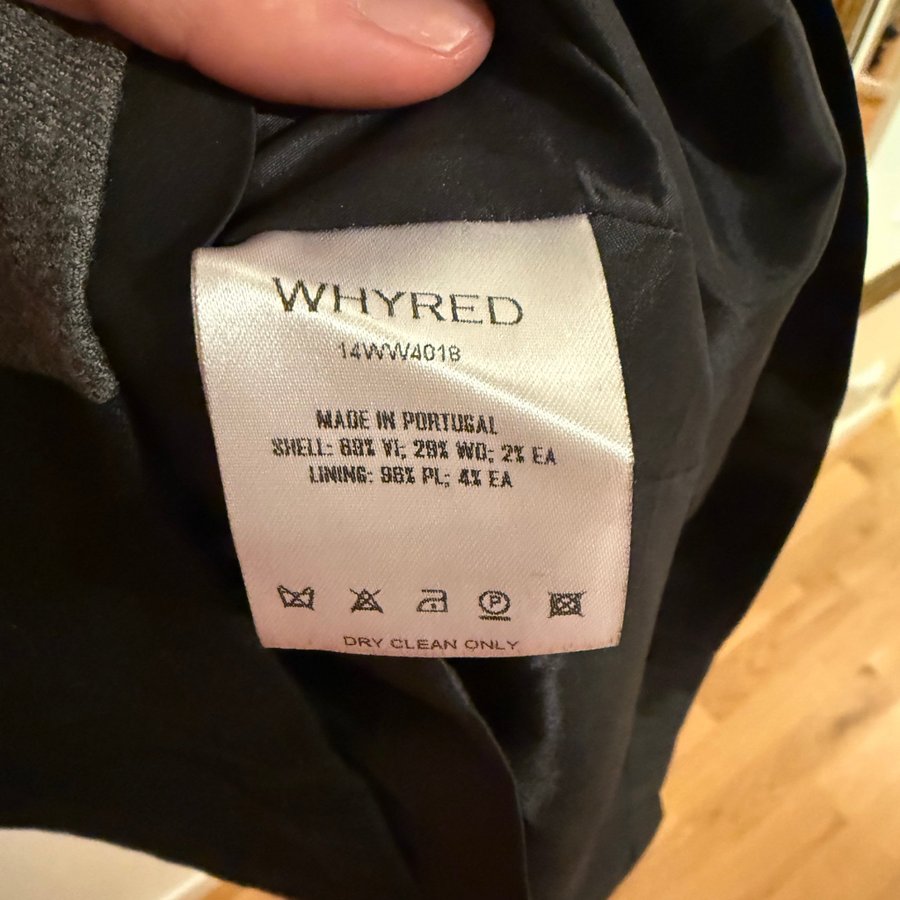 WHYRED
14WW4018
MADE IN PORTUGAL
SHELL: 69% VI; 29% WO; 2% EA
LINING: 96% PL; 4% EA
P
DRY CLEAN ONLY